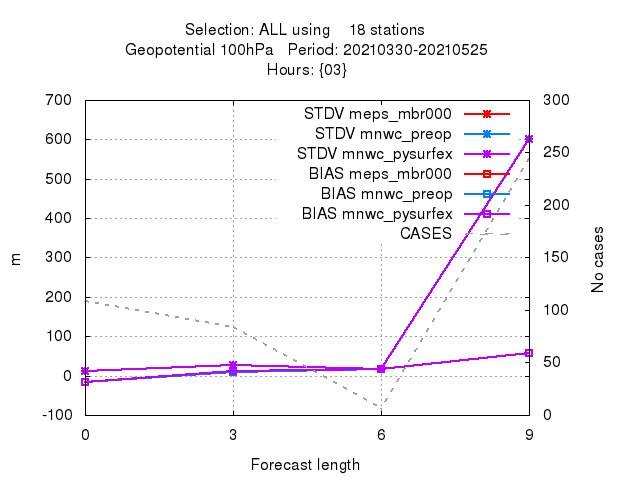 Selection: ALL using 18 stations
Geopotential 100hPa Period: 20210330-20210525
Hours: {03}
700
600
500
400
300
200
100
0
-100
m
300
250
200
150
100
50
0
No cases
STDV meps_mbr000
STDV mnwc_preop
STDV mnwc_pysurfex
BIAS meps_mbr000
BIAS mnwc_preop
BIAS mnwc_pysurfex
CASES
0 3 6 9
Forecast length